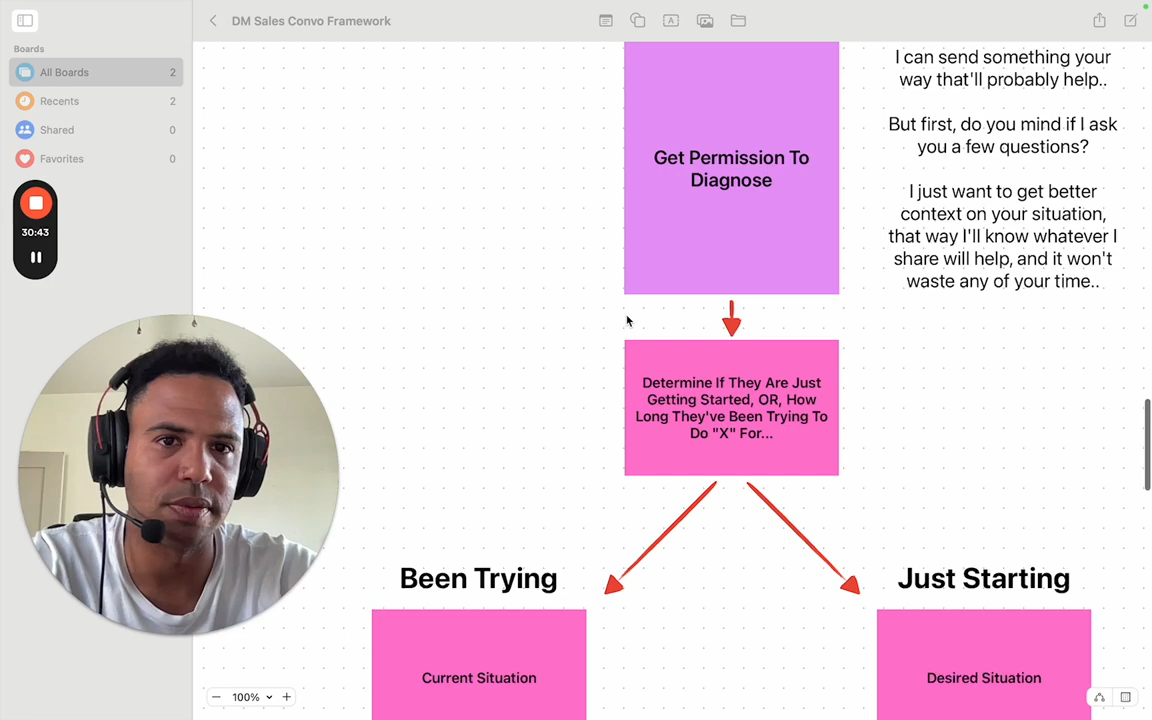 DM Sales Convo Framework
Boards
All Boards 2
Recents 2
Shared 0
Favorites 0
30:43
I can send something your
way that'll probably help..
But first, do you mind if I ask
you a few questions?
I just want to get better
context on your situation,
that way I'll know whatever I
share will help, and it won't
waste any of your time..
Get Permission To
Diagnose
Determine If They Are Just
Getting Started, OR, How
Long They've Been Trying To
Do "X" For...
Been Trying
Just Starting
Current Situation
Desired Situation
100%